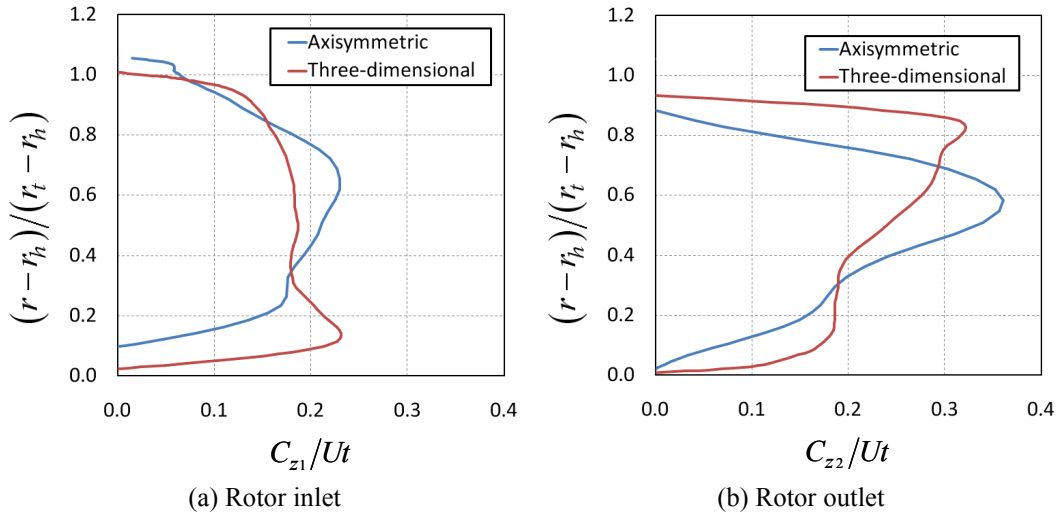 1.2
1.0
0.8
0.6
0.4
0.2
0.0
0.0 0.1 0.2 0.3 0.4
(r − r_h)/(r_t − r_h)
C_z1/Ut
Axisymmetric
Three-dimensional
(a) Rotor inlet
1.2
1.0
0.8
0.6
0.4
0.2
0.0
0.0 0.1 0.2 0.3 0.4
(r − r_h)/(r_t − r_h)
C_z2/Ut
Axisymmetric
Three-dimensional
(b) Rotor outlet